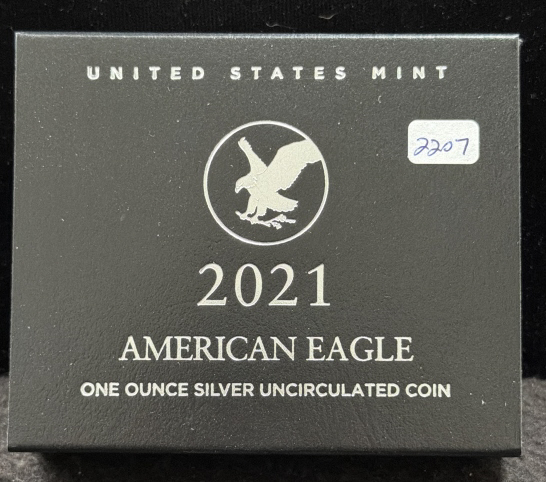 UNITED STATES MINT
2207
2021
AMERICAN EAGLE
ONE OUNCE SILVER UNCIRCULATED COIN